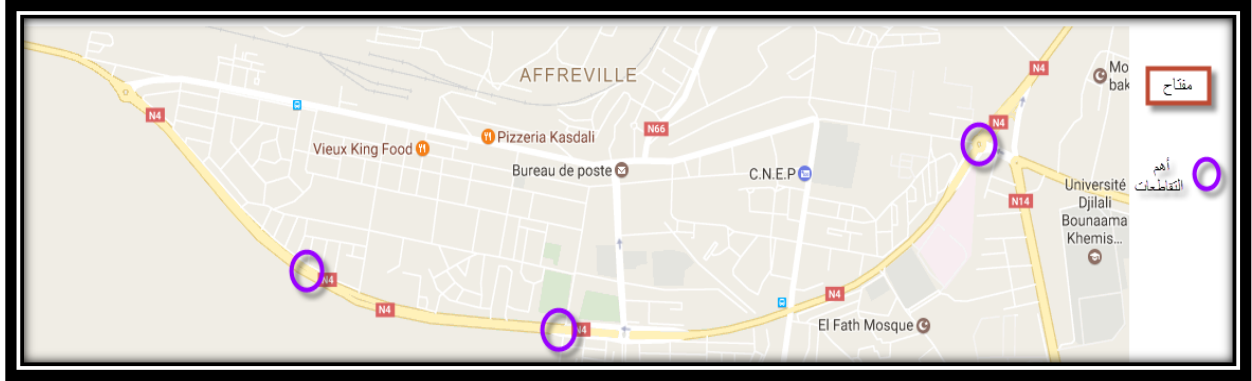 N4
Mo
bak
مفتاح
AFFREVILLE
N4
N4
N66
Pizzeria Kasdali
Vieux King Food
Bureau de poste
C.N.E.P
أهم
التقاطعات
Université
Djilali
Bounaama
Khemis...
N14
N4
N4
N4
N4
El Fath Mosque